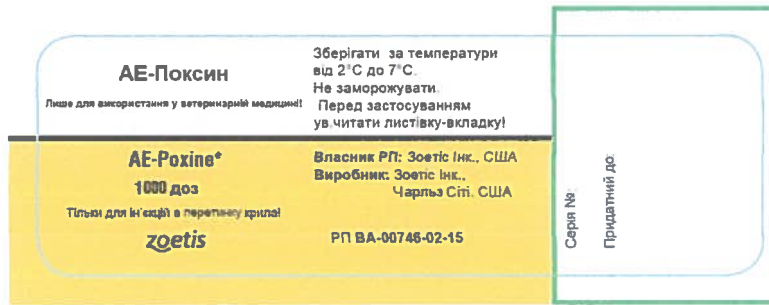 АЕ-Поксин
Лише для використання у ветеринарній медицині!
Зберігати за температури
від 2°С до 7°С.
Не заморожувати.
Перед застосуванням
ув.читати листівку-вкладку!
AE-Poxine*
1000 доз
Тільки для ін'єкцій в перетинку крила!
zoetis
Власник РП: Зоетіс Інк., США
Виробник: Зоетіс Інк.,
Чарльз Сіті. США
РП ВА-00746-02-15
Серія №:
Придатний до: